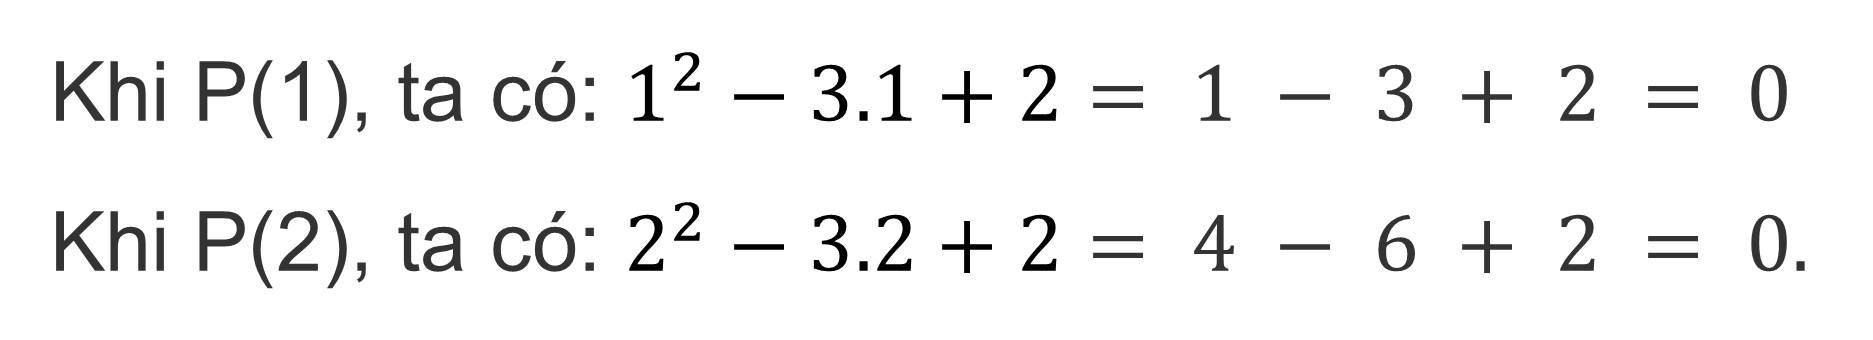 Khi P(1), ta có: 1² − 3.1 + 2 = 1 − 3 + 2 = 0
Khi P(2), ta có: 2² − 3.2 + 2 = 4 − 6 + 2 = 0.